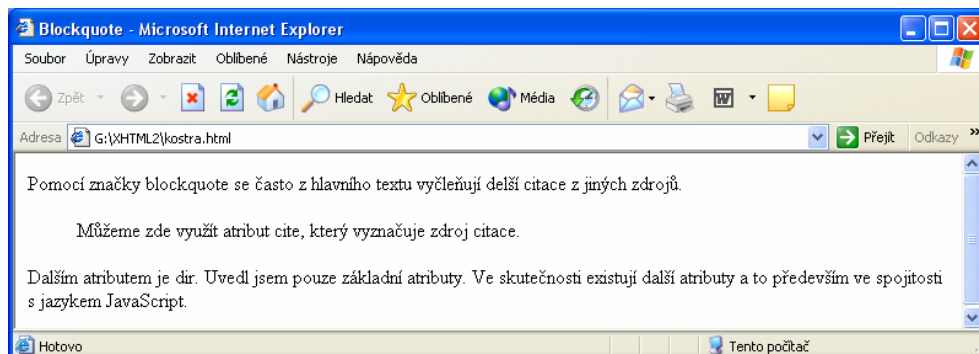 Blockquote - Microsoft Internet Explorer
Soubor Úpravy Zobrazit Oblíbené Nástroje Nápověda
Zpět Hledat Oblíbené Média
Adresa G:\XHTML2\kostra.html Přejít Odkazy »
Pomocí značky blockquote se často z hlavního textu vyčleňují delší citace z jiných zdrojů.
Můžeme zde využít atribut cite, který vyznačuje zdroj citace.
Dalším atributem je dir. Uvedl jsem pouze základní atributy. Ve skutečnosti existují další atributy a to především ve spojitosti
s jazykem JavaScript.
Hotovo Tento počítač